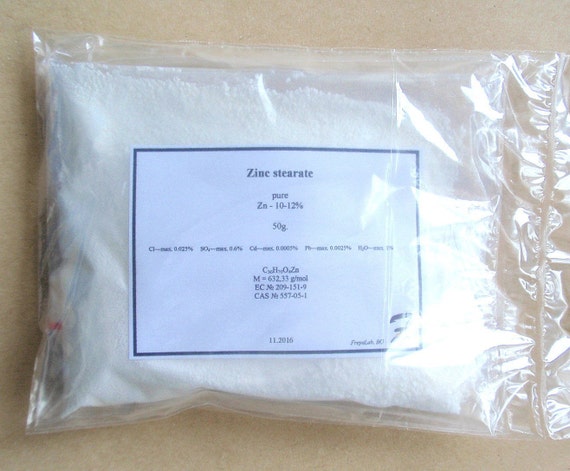 Zinc stearate
pure
Zn - 10-12%
50g.
Cl—max. 0.025% SO₄—max. 0.6% Cd—max. 0.0005% Pb—max. 0.0025% H₂O—max. 1%
C₃₆H₇₀O₄Zn
M = 632,33 g/mol
EC № 209-151-9
CAS № 557-05-1
11.2016